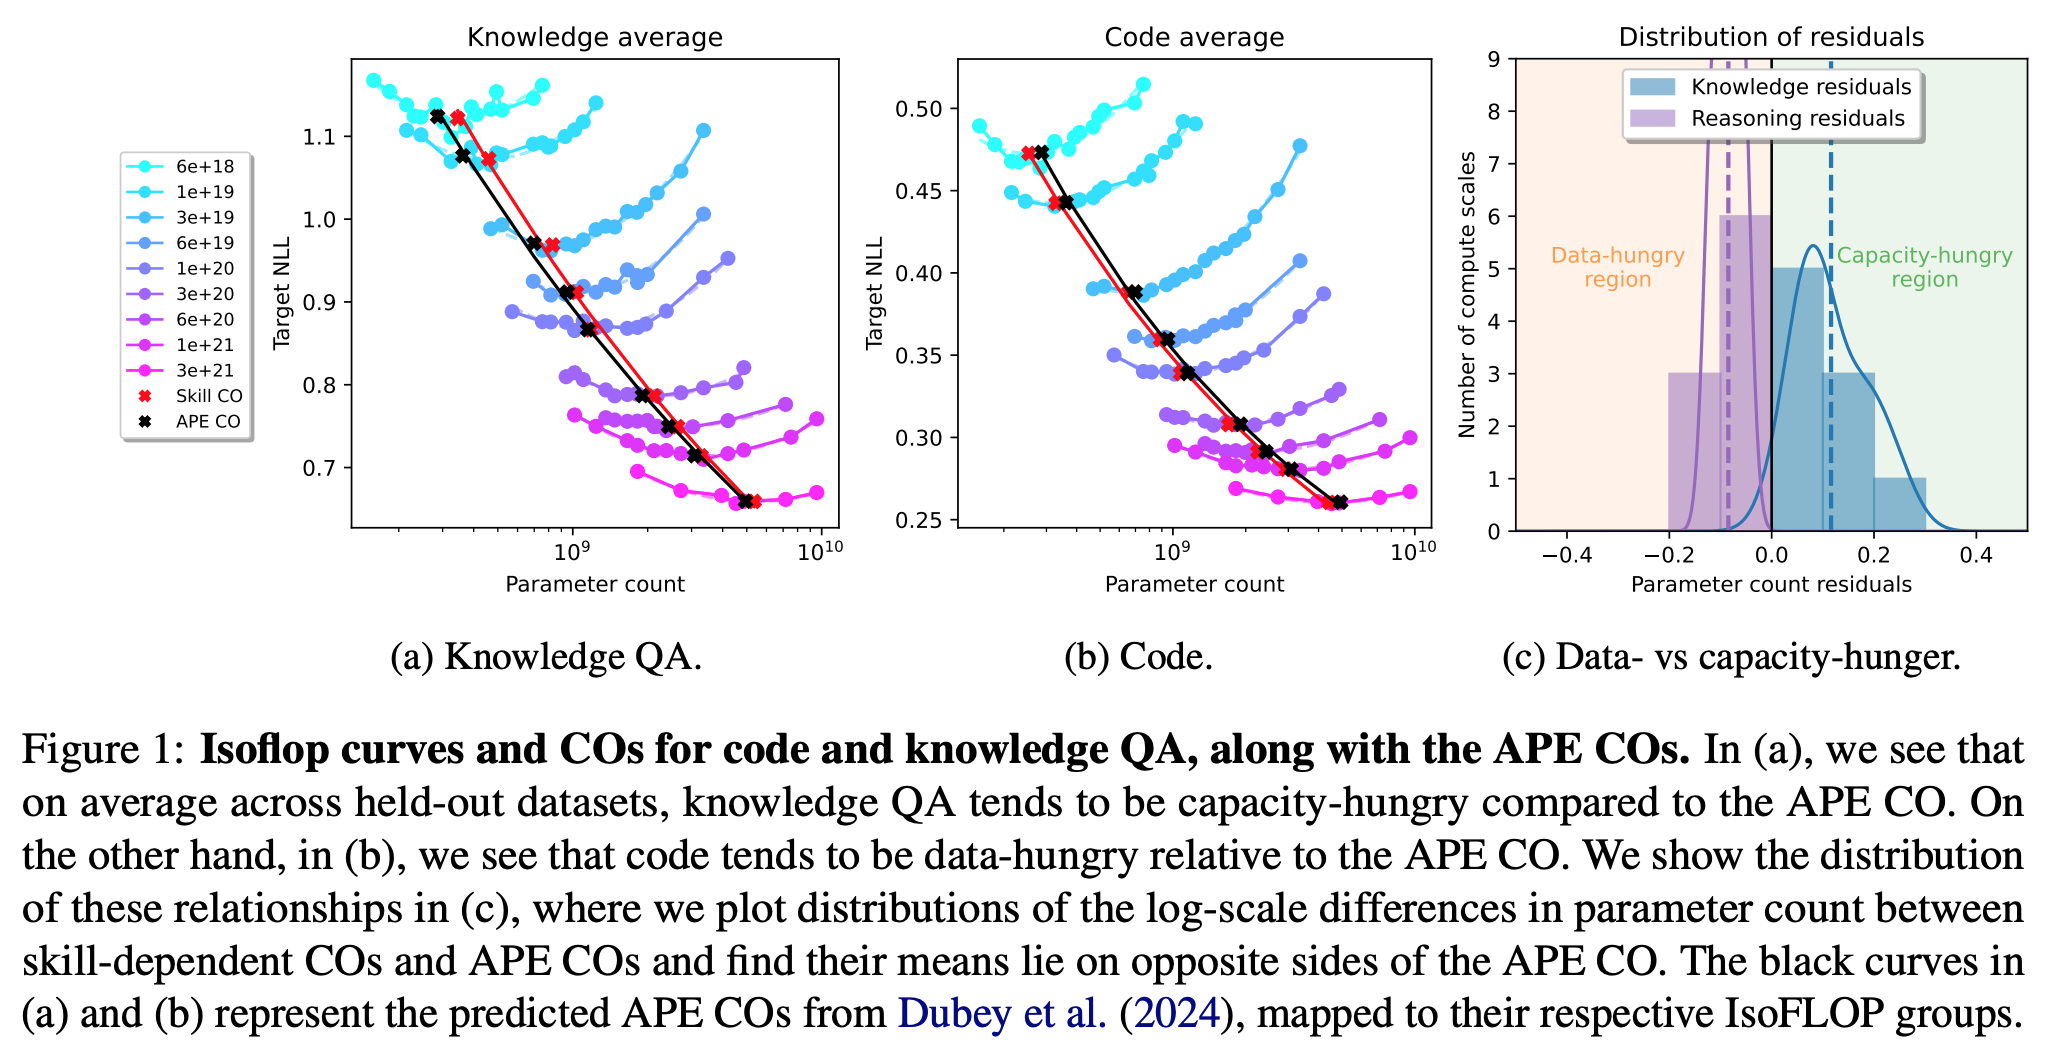 Knowledge average
1.1
1.0
0.9
0.8
0.7
Target NLL
10⁹
10¹⁰
Parameter count
6e+18
1e+19
3e+19
6e+19
1e+20
3e+20
6e+20
1e+21
3e+21
Skill CO
APE CO
Code average
0.50
0.45
0.40
0.35
0.30
0.25
Target NLL
10⁹
10¹⁰
Parameter count
Distribution of residuals
9
8
7
6
5
4
3
2
1
0
Number of compute scales
Knowledge residuals
Reasoning residuals
Data-hungry
region
Capacity-hungry
region
−0.4
−0.2
0.0
0.2
0.4
Parameter count residuals
(a) Knowledge QA.
(b) Code.
(c) Data- vs capacity-hunger.
Figure 1: Isoflop curves and COs for code and knowledge QA, along with the APE COs. In (a), we see that
on average across held-out datasets, knowledge QA tends to be capacity-hungry compared to the APE CO. On
the other hand, in (b), we see that code tends to be data-hungry relative to the APE CO. We show the distribution
of these relationships in (c), where we plot distributions of the log-scale differences in parameter count between
skill-dependent COs and APE COs and find their means lie on opposite sides of the APE CO. The black curves in
(a) and (b) represent the predicted APE COs from Dubey et al. (2024), mapped to their respective IsoFLOP groups.